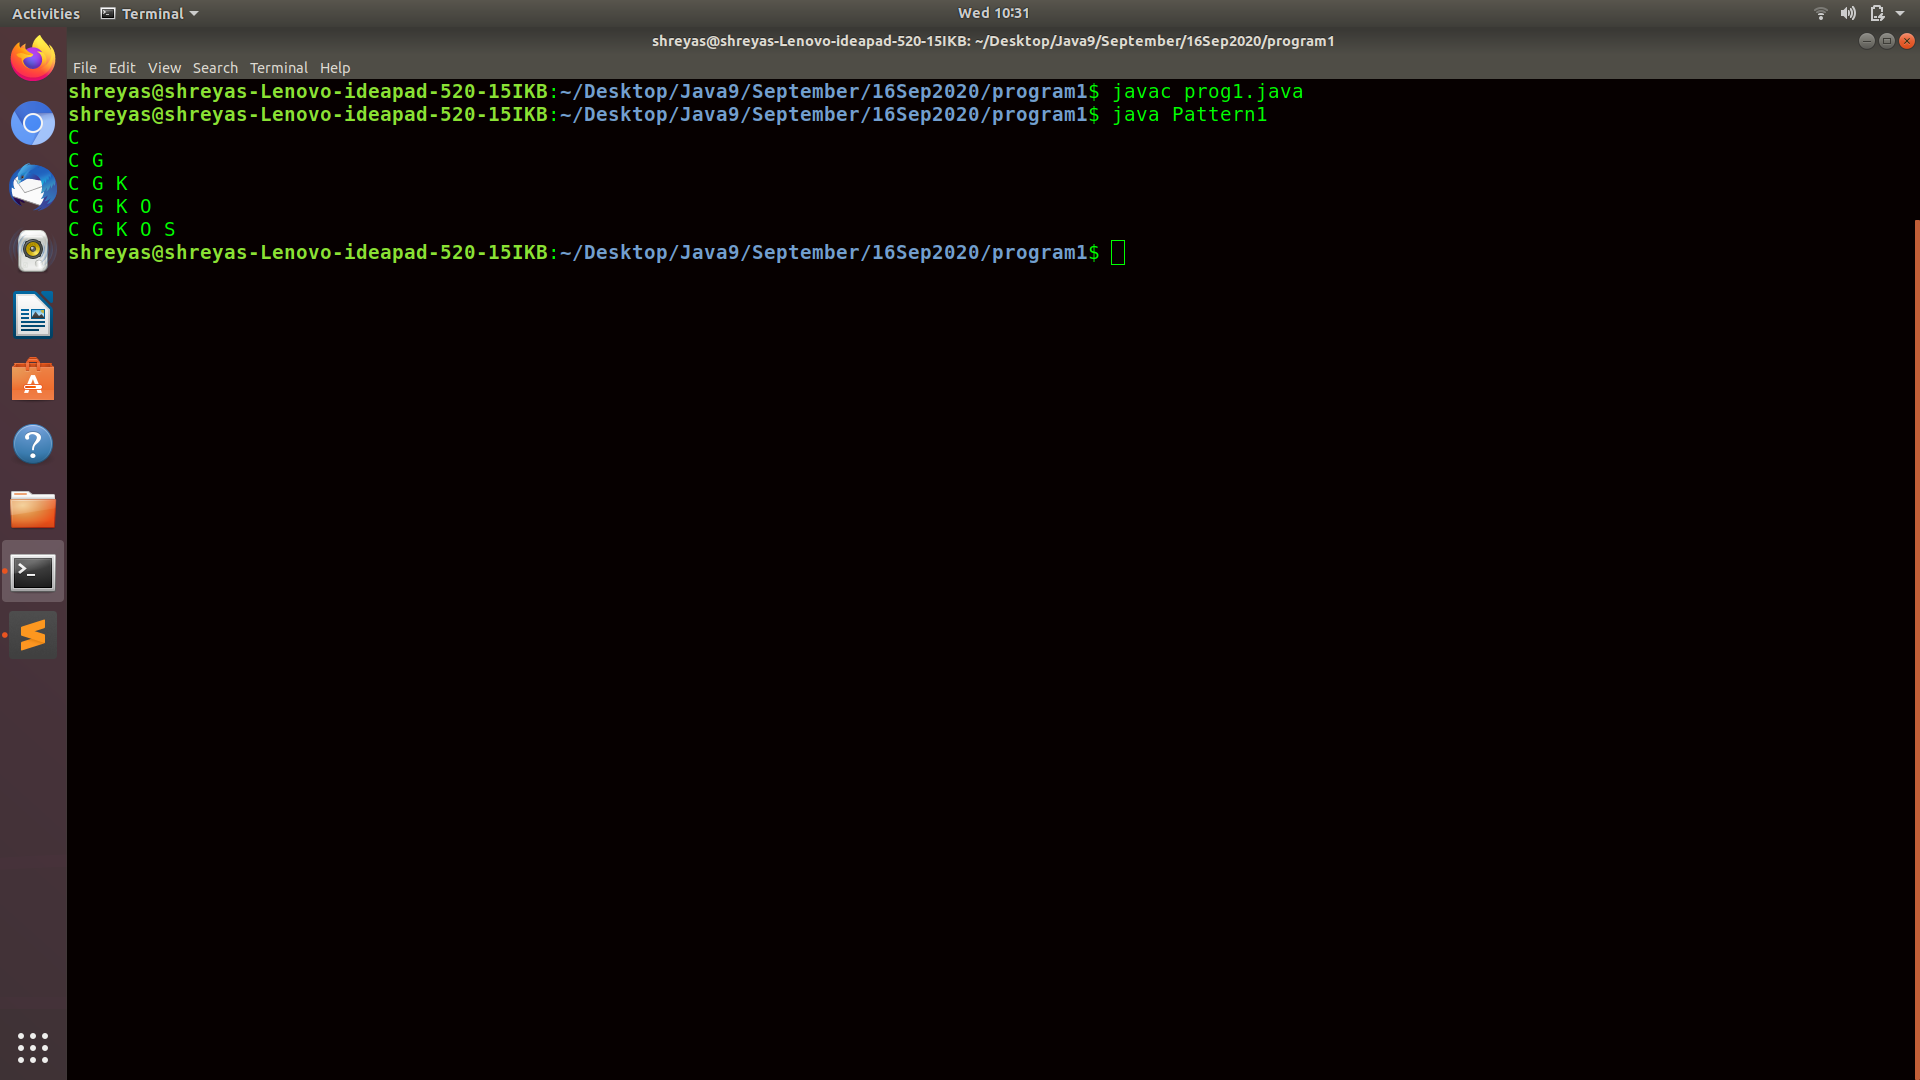 Activities Terminal Wed 10:31
shreyas@shreyas-Lenovo-ideapad-520-15IKB: ~/Desktop/Java9/September/16Sep2020/program1
File Edit View Search Terminal Help
shreyas@shreyas-Lenovo-ideapad-520-15IKB:~/Desktop/Java9/September/16Sep2020/program1$ javac prog1.java
shreyas@shreyas-Lenovo-ideapad-520-15IKB:~/Desktop/Java9/September/16Sep2020/program1$ java Pattern1
C
C G
C G K
C G K O
C G K O S
shreyas@shreyas-Lenovo-ideapad-520-15IKB:~/Desktop/Java9/September/16Sep2020/program1$